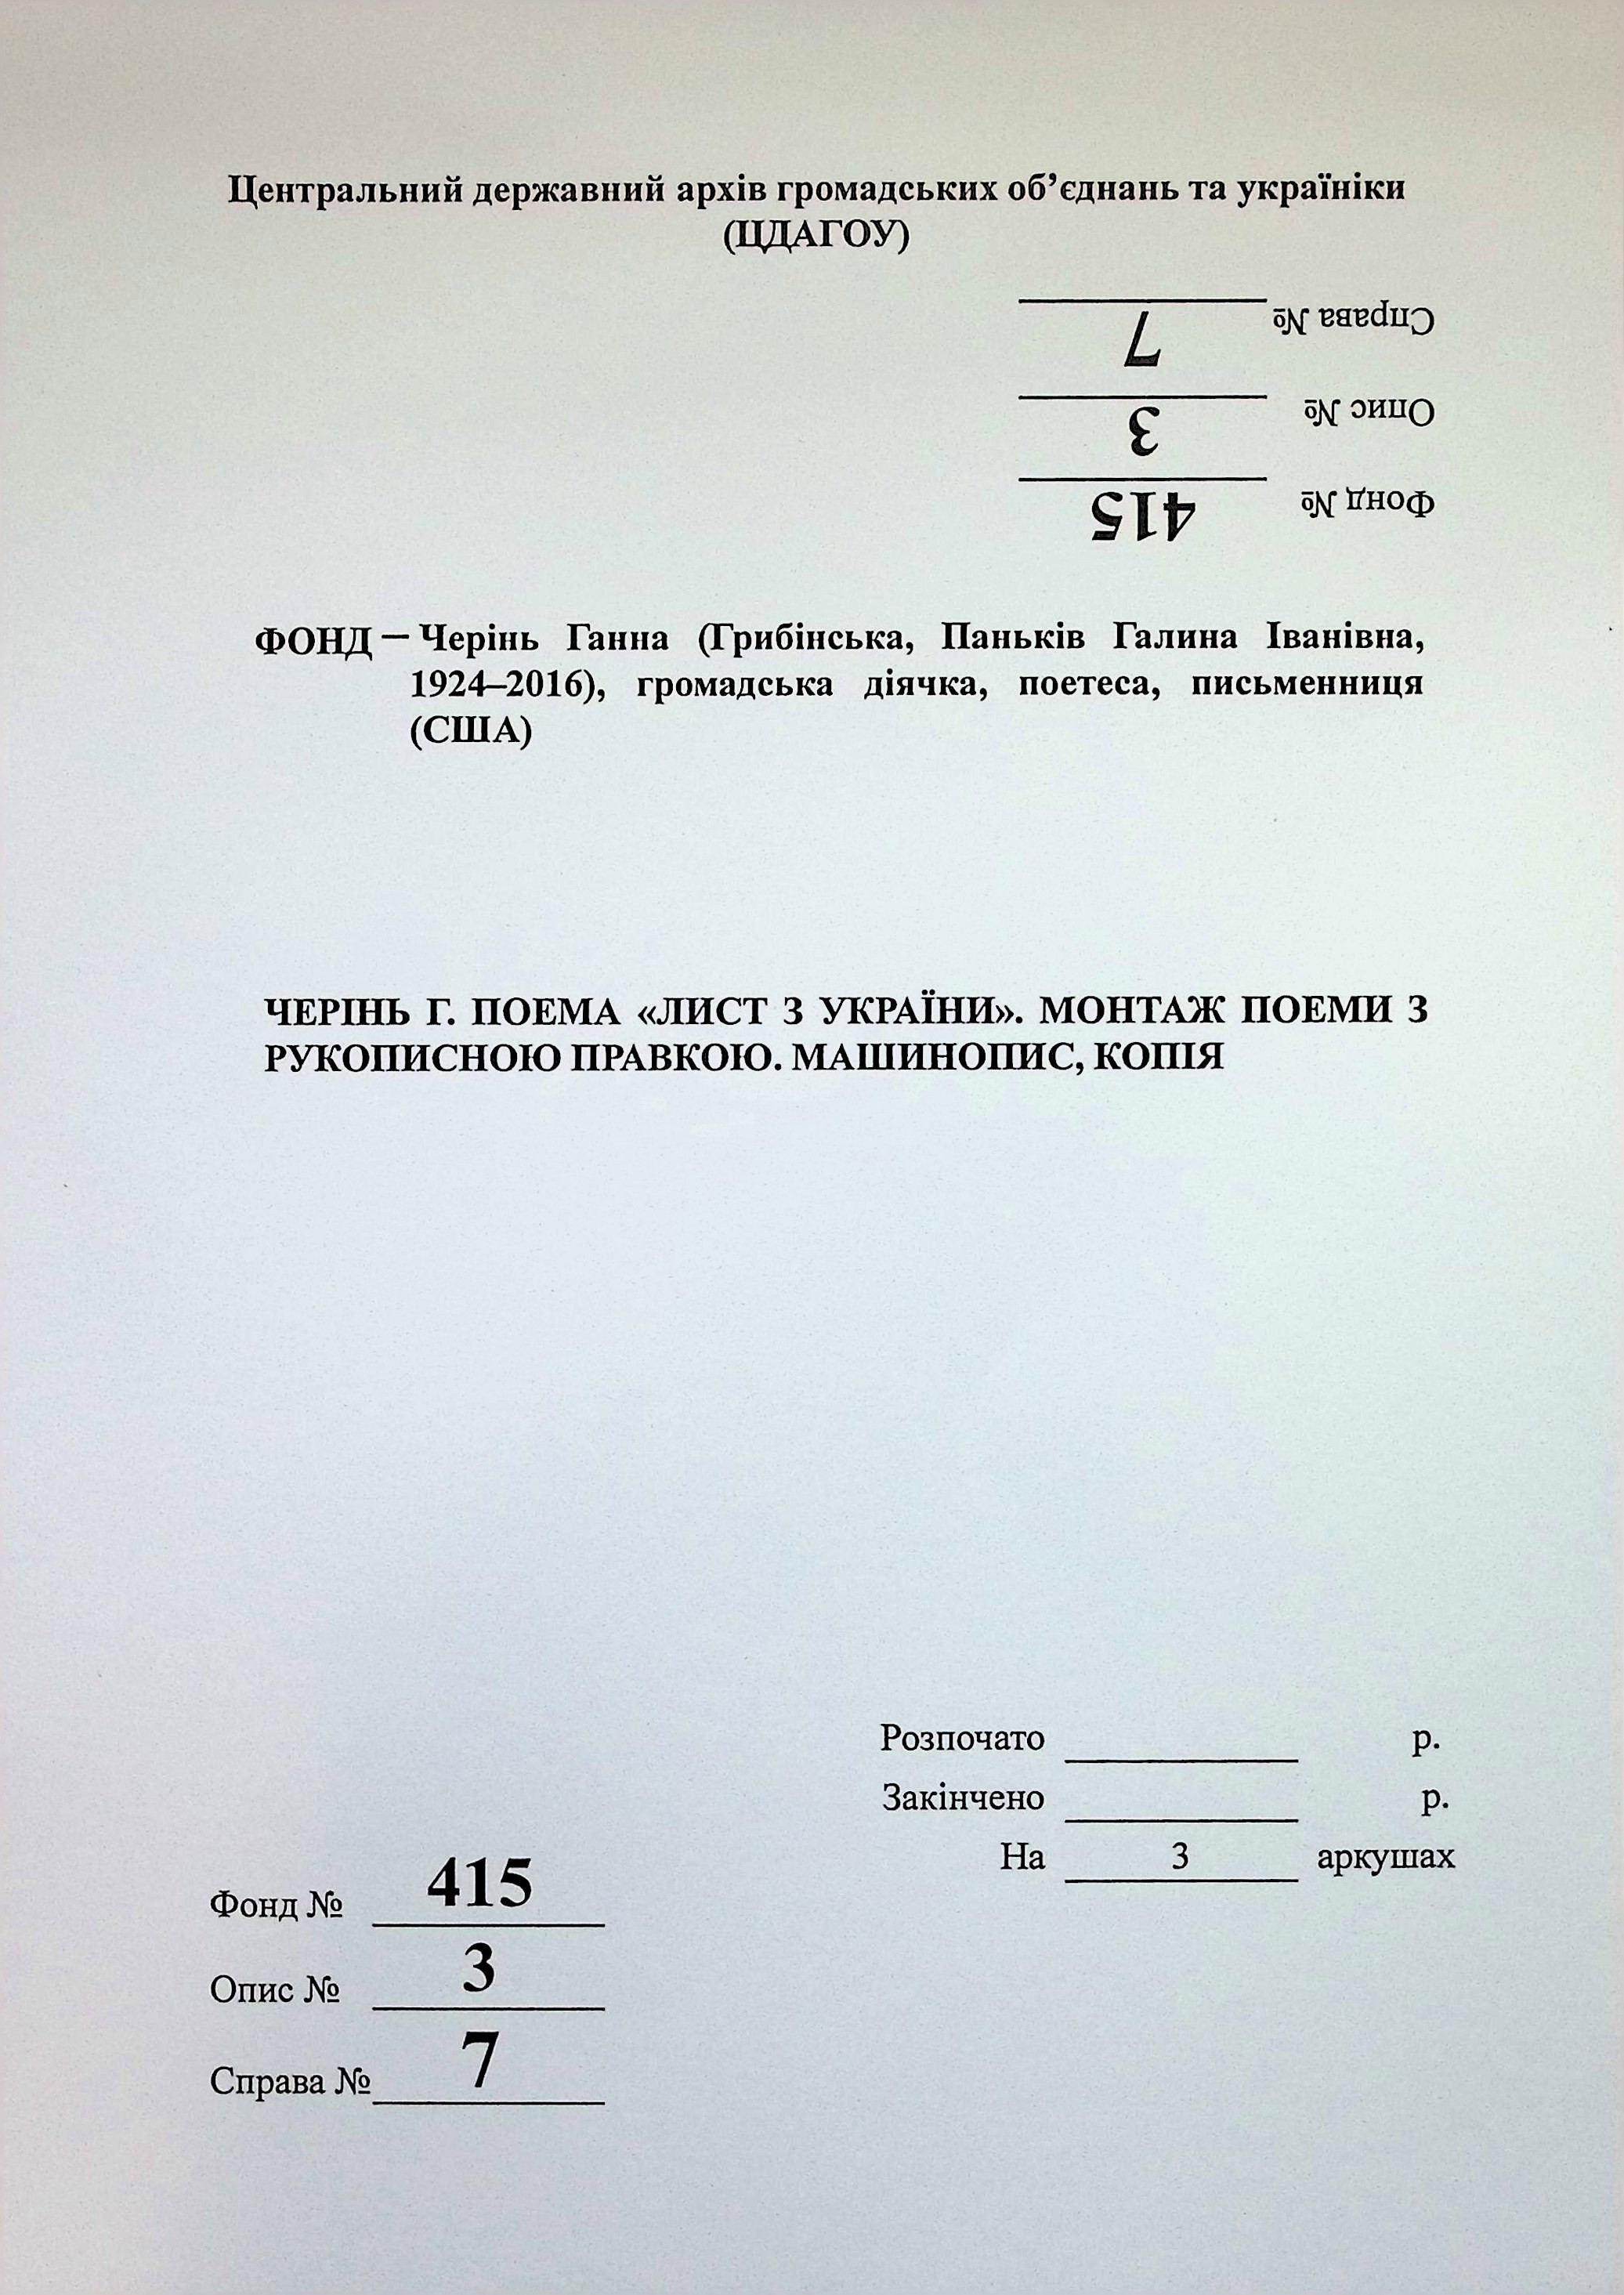 Центральний державний архів громадських об’єднань та україніки
(ЦДАГОУ)
Справа № 7
Опис № 3
Фонд № 415
ФОНД – Черінь Ганна (Грибінська, Паньків Галина Іванівна,
1924–2016), громадська діячка, поетеса, письменниця
(США)
ЧЕРІНЬ Г. ПОЕМА «ЛИСТ З УКРАЇНИ». МОНТАЖ ПОЕМИ З
РУКОПИСНОЮ ПРАВКОЮ. МАШИНОПИС, КОПІЯ
Розпочато р.
Закінчено р.
На 3 аркушах
Фонд № 415
Опис № 3
Справа № 7